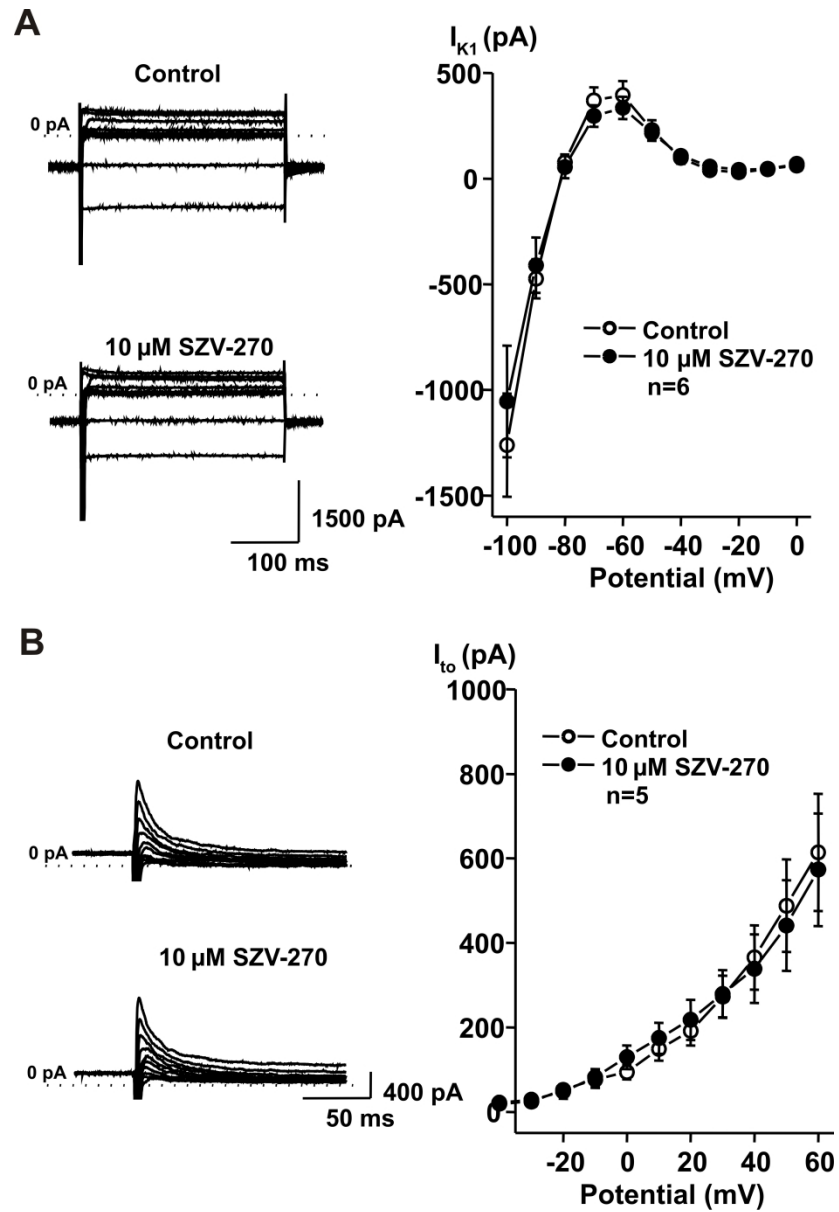 A
Control
0 pA
10 µM SZV-270
0 pA
1500 pA
100 ms
I_K1 (pA)
500
0
-500
-1000
-1500
Control
10 µM SZV-270
n=6
-100 -80 -60 -40 -20 0
Potential (mV)
B
Control
0 pA
10 µM SZV-270
0 pA
400 pA
50 ms
I_to (pA)
1000
800
600
400
200
0
Control
10 µM SZV-270
n=5
-20 0 20 40 60
Potential (mV)